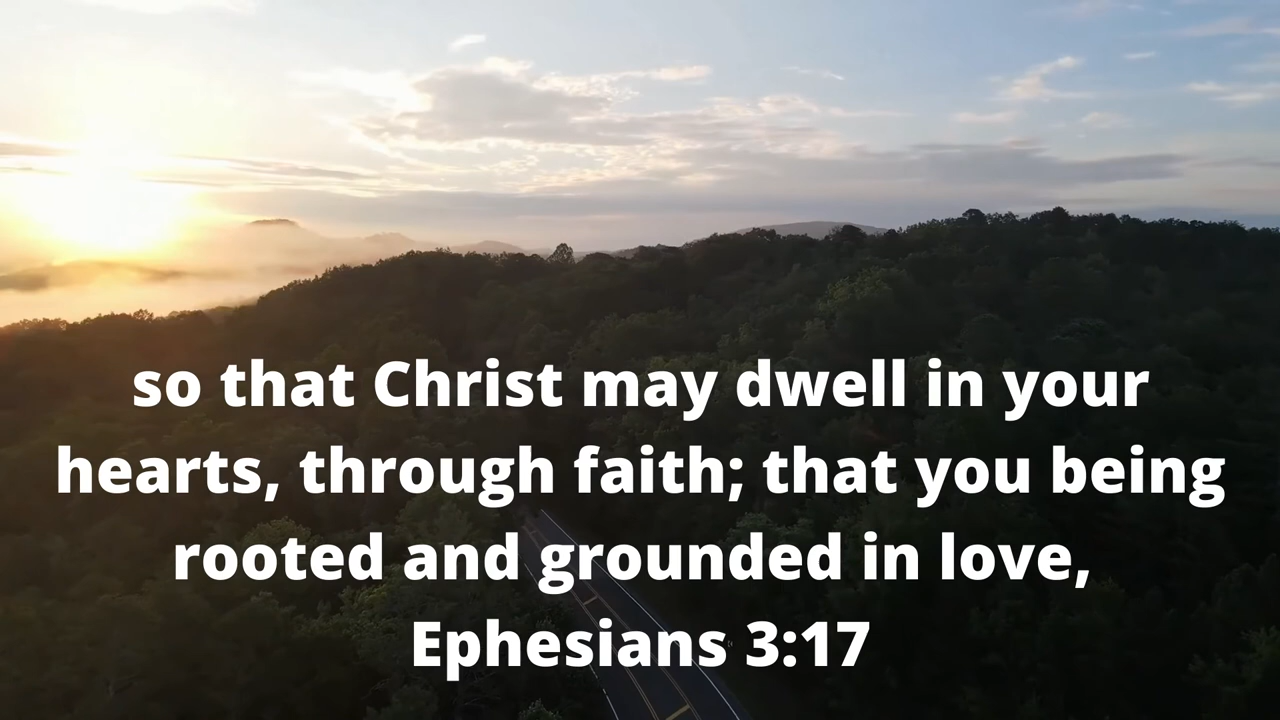 so that Christ may dwell in your
hearts, through faith; that you being
rooted and grounded in love,
Ephesians 3:17